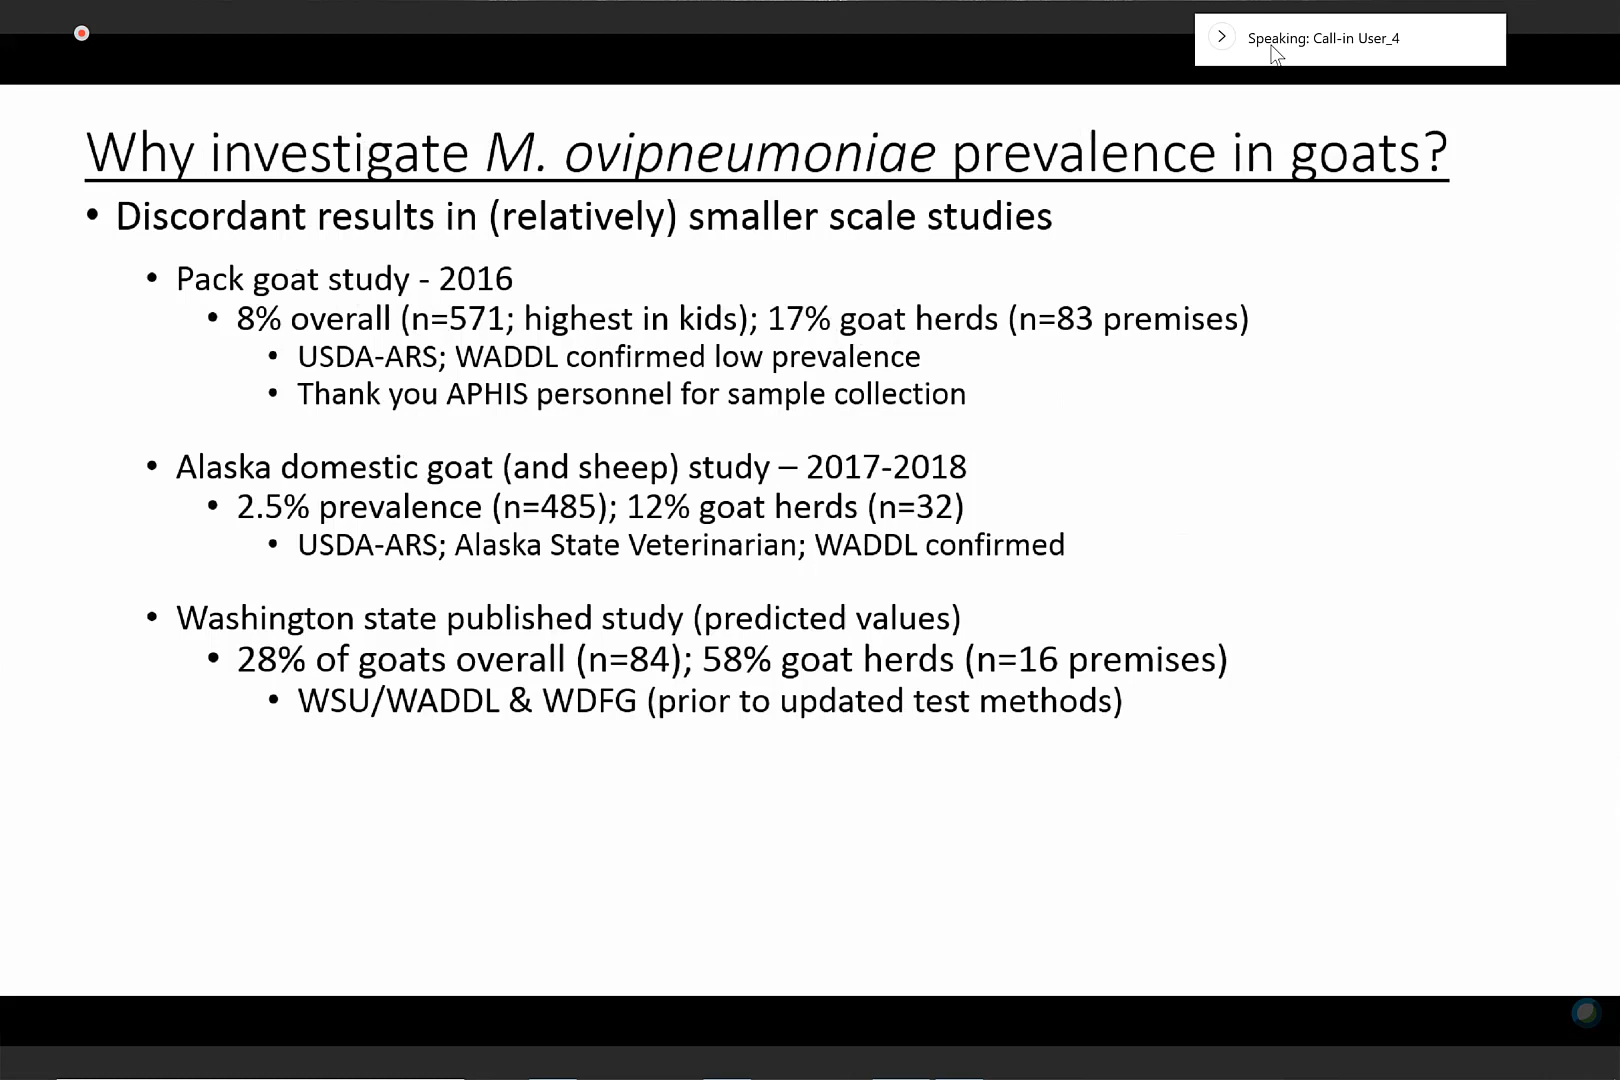 Speaking: Call-in User_4
Why investigate M. ovipneumoniae prevalence in goats?
• Discordant results in (relatively) smaller scale studies
• Pack goat study - 2016
• 8% overall (n=571; highest in kids); 17% goat herds (n=83 premises)
• USDA-ARS; WADDL confirmed low prevalence
• Thank you APHIS personnel for sample collection
• Alaska domestic goat (and sheep) study – 2017-2018
• 2.5% prevalence (n=485); 12% goat herds (n=32)
• USDA-ARS; Alaska State Veterinarian; WADDL confirmed
• Washington state published study (predicted values)
• 28% of goats overall (n=84); 58% goat herds (n=16 premises)
• WSU/WADDL & WDFG (prior to updated test methods)